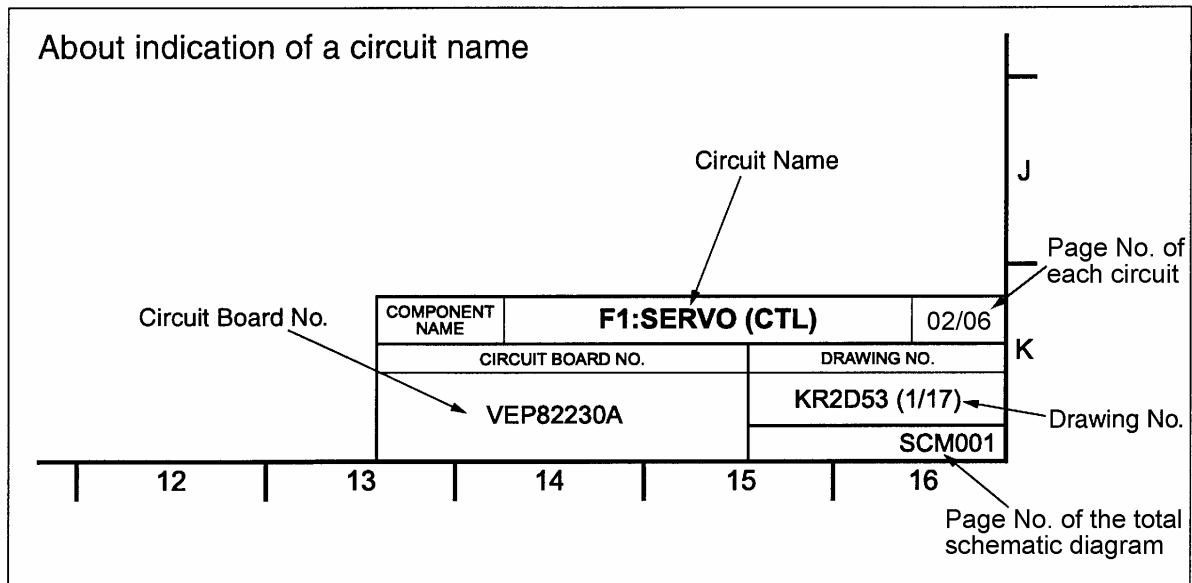 About indication of a circuit name
Circuit Name
J
Page No. of
each circuit
Circuit Board No.
COMPONENT
NAME
F1:SERVO (CTL)
02/06
K
CIRCUIT BOARD NO.
DRAWING NO.
VEP82230A
KR2D53 (1/17)
Drawing No.
SCM001
12
13
14
15
16
Page No. of the total
schematic diagram